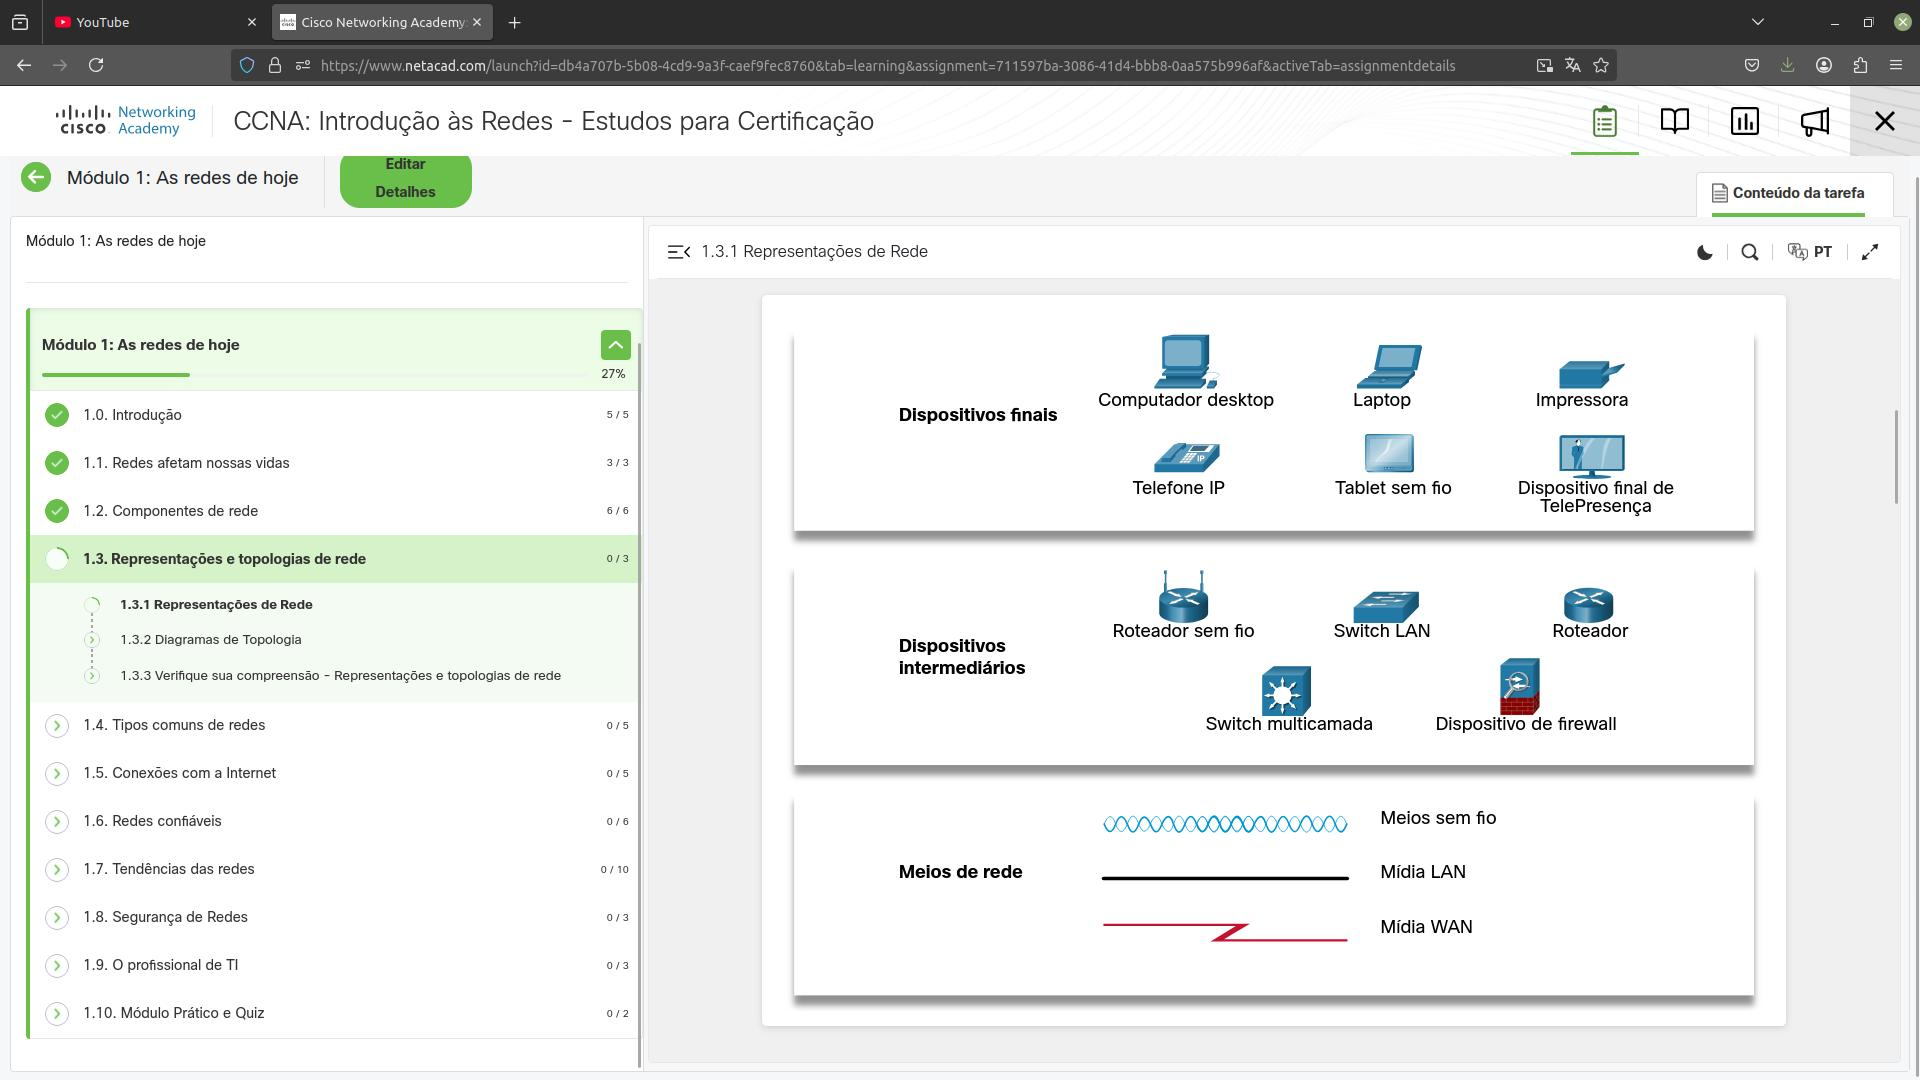 YouTube
Cisco Networking Academy:
https://www.netacad.com/launch?id=db4a707b-5b08-4cd9-9a3f-caef9fec8760&tab=learning&assignment=711597ba-3086-41d4-bbb8-0aa575b996af&activeTab=assignmentdetails
cisco Networking Academy
CCNA: Introdução às Redes - Estudos para Certificação
Módulo 1: As redes de hoje
Editar
Detalhes
Conteúdo da tarefa
Módulo 1: As redes de hoje
1.3.1 Representações de Rede
PT
Módulo 1: As redes de hoje
27%
1.0. Introdução 5 / 5
1.1. Redes afetam nossas vidas 3 / 3
1.2. Componentes de rede 6 / 6
1.3. Representações e topologias de rede 0 / 3
1.3.1 Representações de Rede
1.3.2 Diagramas de Topologia
1.3.3 Verifique sua compreensão - Representações e topologias de rede
1.4. Tipos comuns de redes 0 / 5
1.5. Conexões com a Internet 0 / 5
1.6. Redes confiáveis 0 / 6
1.7. Tendências das redes 0 / 10
1.8. Segurança de Redes 0 / 3
1.9. O profissional de TI 0 / 3
1.10. Módulo Prático e Quiz 0 / 2
Dispositivos finais
Computador desktop
Laptop
Impressora
IP
Telefone IP
Tablet sem fio
Dispositivo final de
TelePresença
Dispositivos
intermediários
Roteador sem fio
Switch LAN
Roteador
Switch multicamada
Dispositivo de firewall
Meios de rede
Meios sem fio
Mídia LAN
Mídia WAN